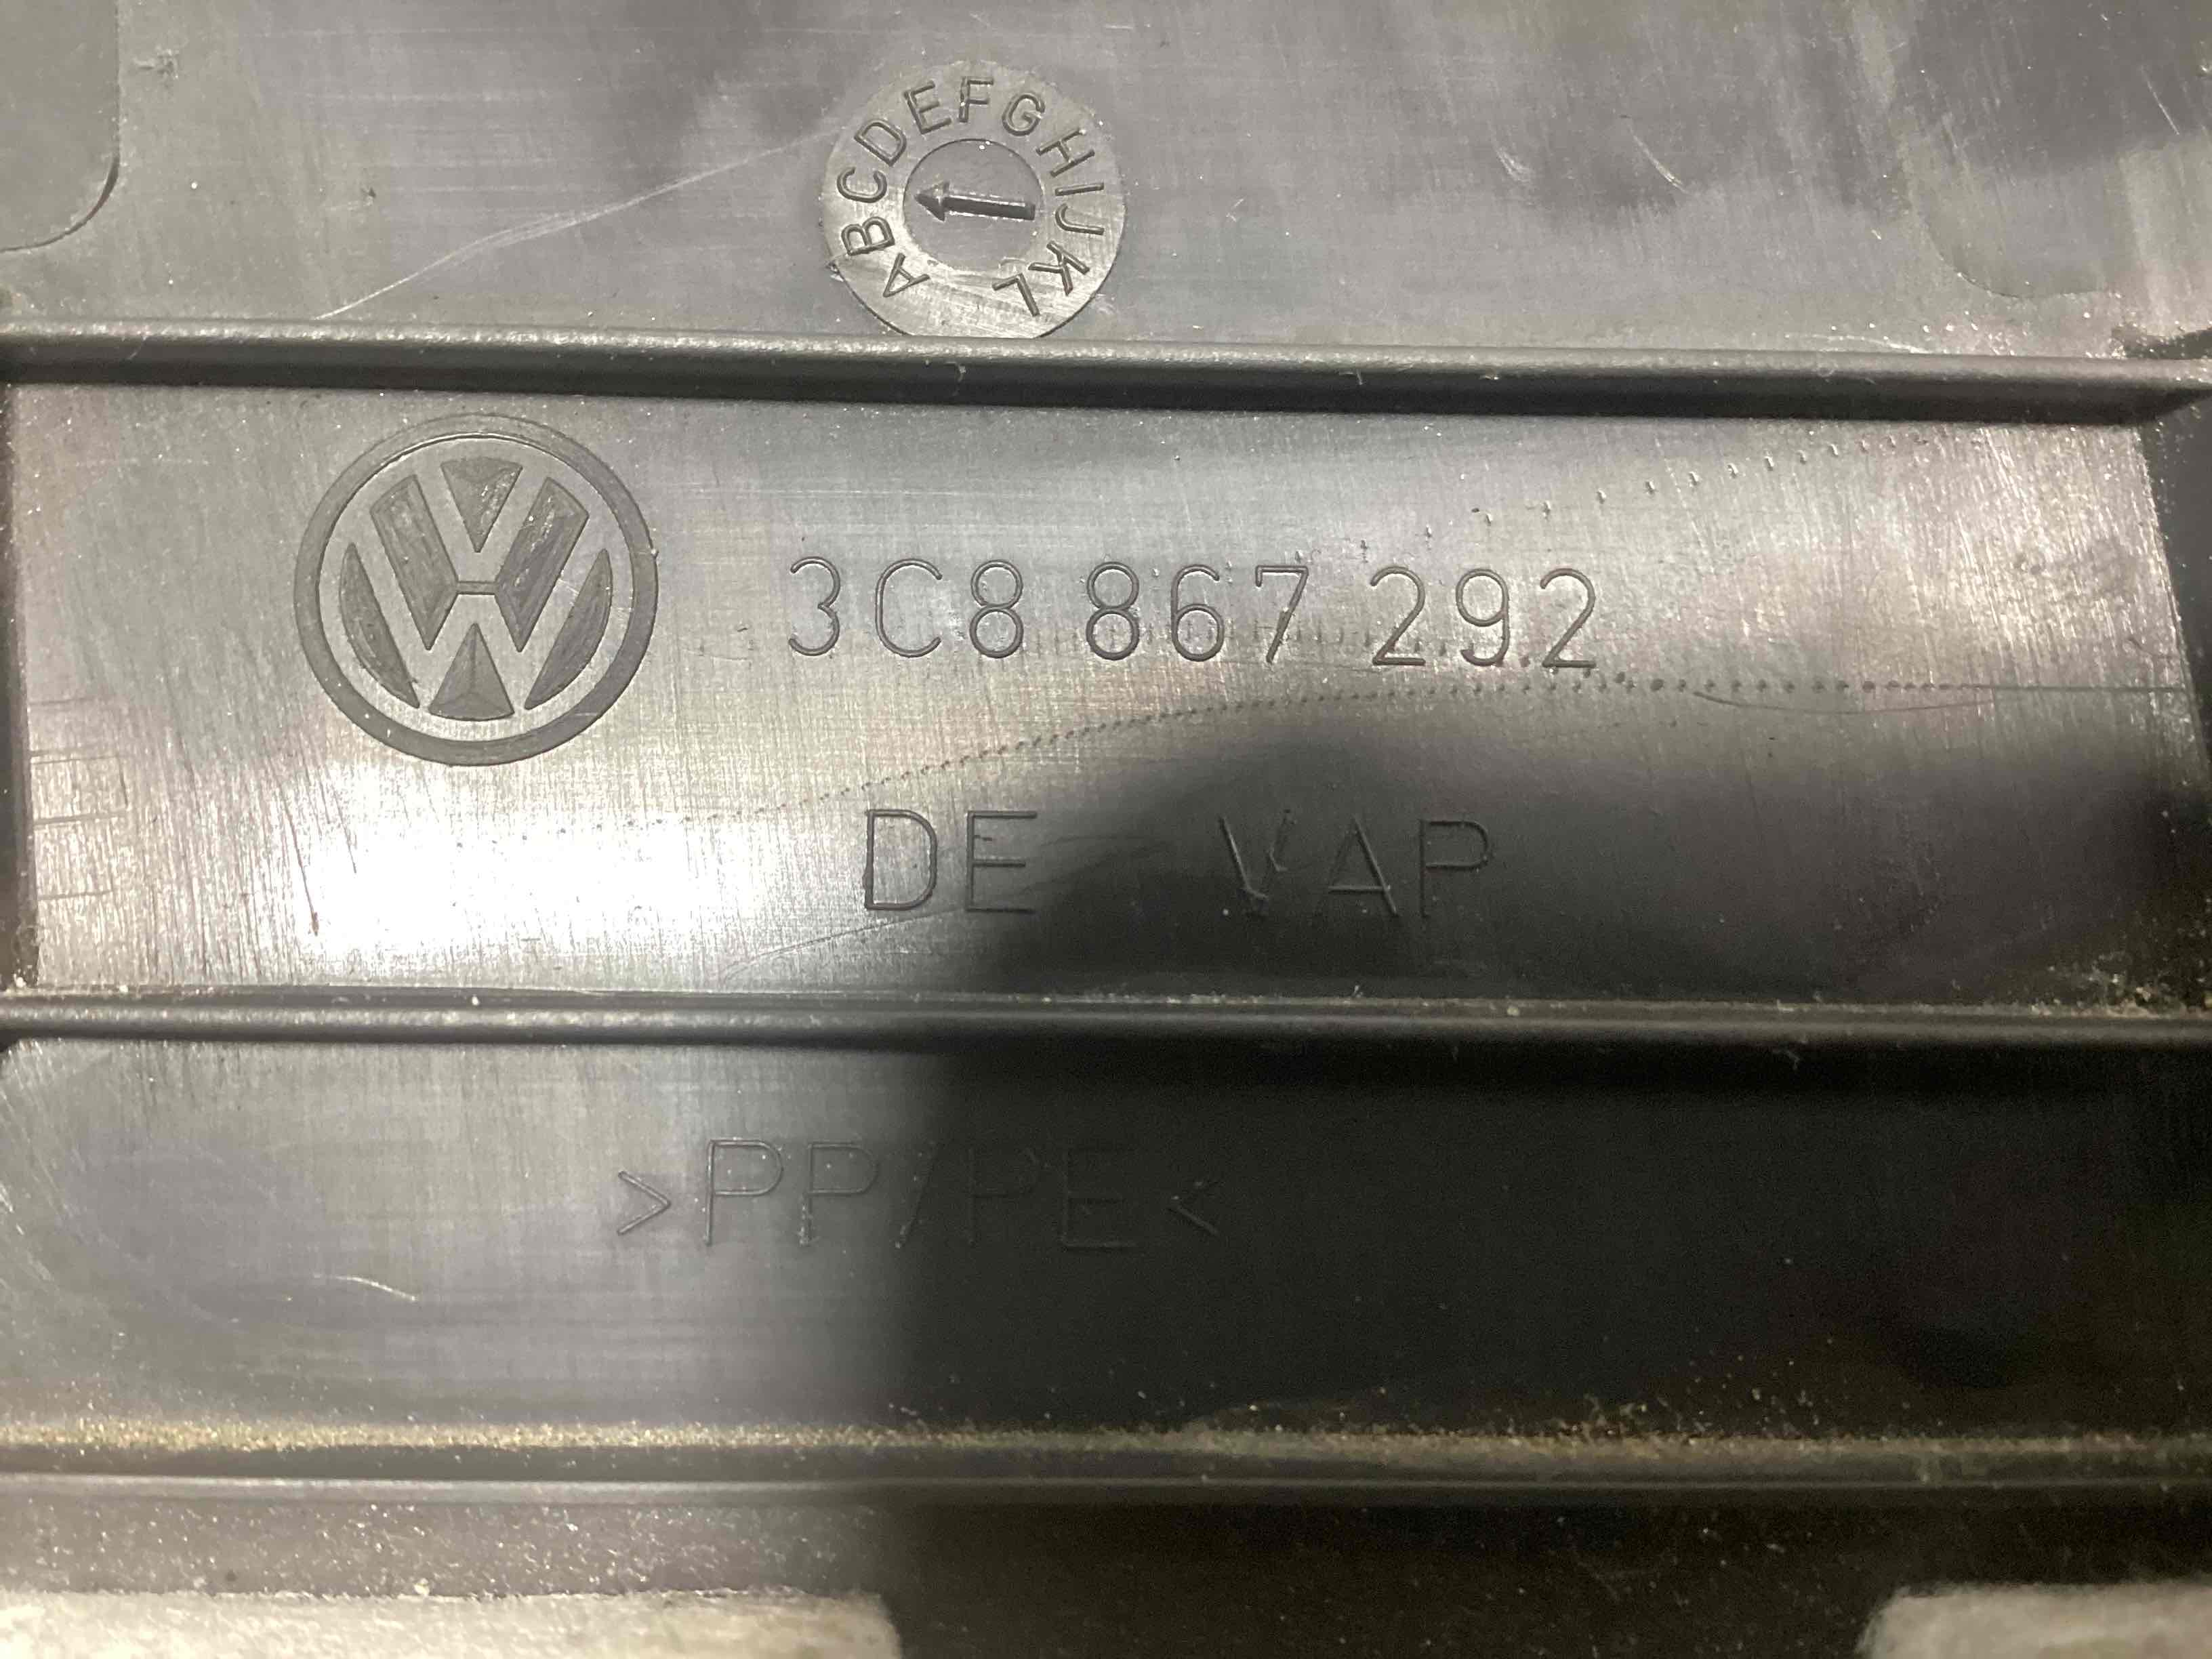 ABCDEFGHIJKL
3C8 867 292
DE VAP
>PP/PE<